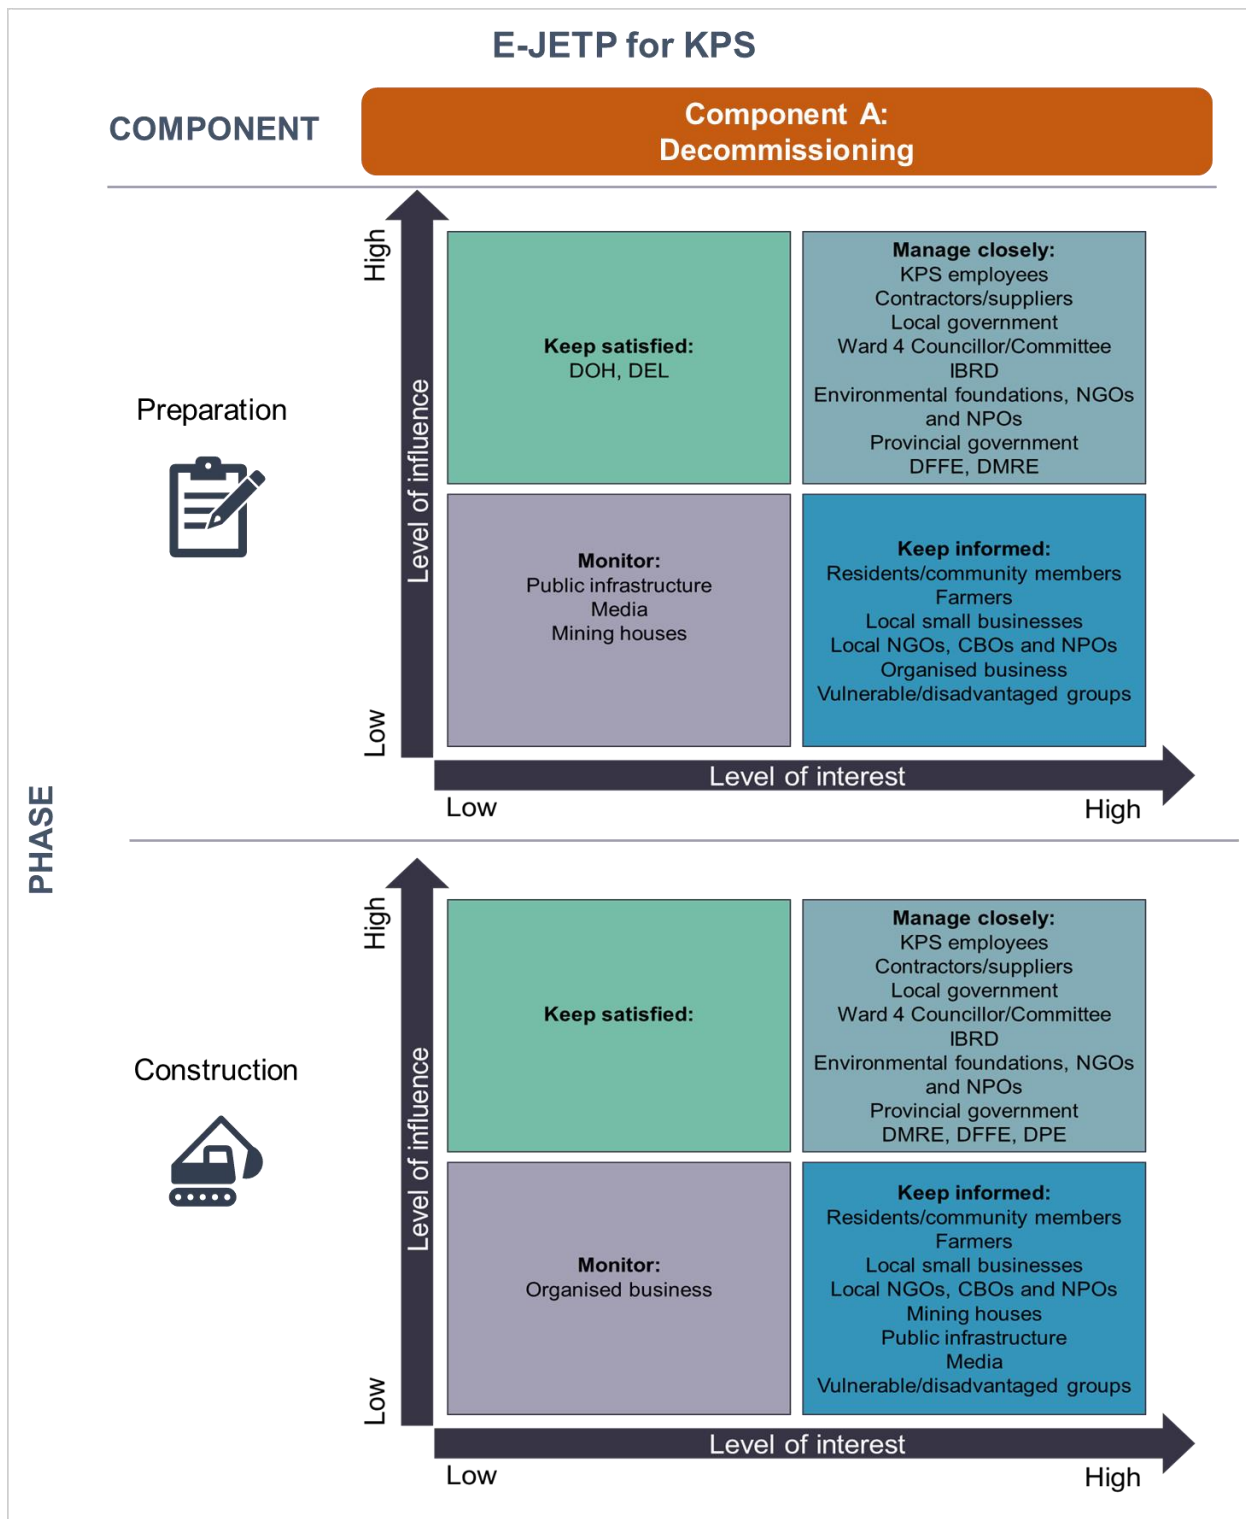 E-JETP for KPS
COMPONENT
Component A:
Decommissioning
PHASE
Preparation
High
Level of influence
Low
Keep satisfied:
DOH, DEL
Manage closely:
KPS employees
Contractors/suppliers
Local government
Ward 4 Councillor/Committee
IBRD
Environmental foundations, NGOs
and NPOs
Provincial government
DFFE, DMRE
Monitor:
Public infrastructure
Media
Mining houses
Keep informed:
Residents/community members
Farmers
Local small businesses
Local NGOs, CBOs and NPOs
Organised business
Vulnerable/disadvantaged groups
Level of interest
Low
High
Construction
High
Level of influence
Low
Keep satisfied:
Manage closely:
KPS employees
Contractors/suppliers
Local government
Ward 4 Councillor/Committee
IBRD
Environmental foundations, NGOs
and NPOs
Provincial government
DMRE, DFFE, DPE
Monitor:
Organised business
Keep informed:
Residents/community members
Farmers
Local small businesses
Local NGOs, CBOs and NPOs
Mining houses
Public infrastructure
Media
Vulnerable/disadvantaged groups
Level of interest
Low
High